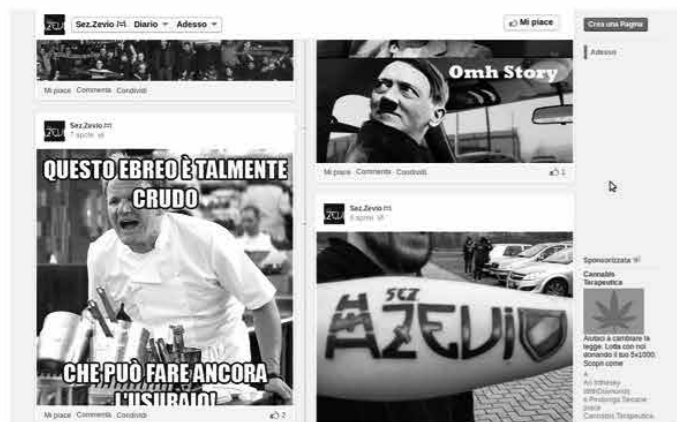 Sez.Zevio
Diario
Adesso
Mi piace
Crea una Pagina
Adesso
Mi piace Commenta Condividi
Sez.Zevio
7 aprile
QUESTO EBREO È TALMENTE
CRUDO
CHE PUÒ FARE ANCORA
L'USURAIO!
Mi piace Commenta Condividi
2
Omh Story
Mi piace Commenta Condividi
1
Sez.Zevio
SEZ
AZEVIO
Sponsorizzata
Cannabis
Terapeutica
Aiutaci a cambiare la
legge. Lotta con noi
donando il tuo 5x1000.
Scopri come
Cannabis Terapeutica.